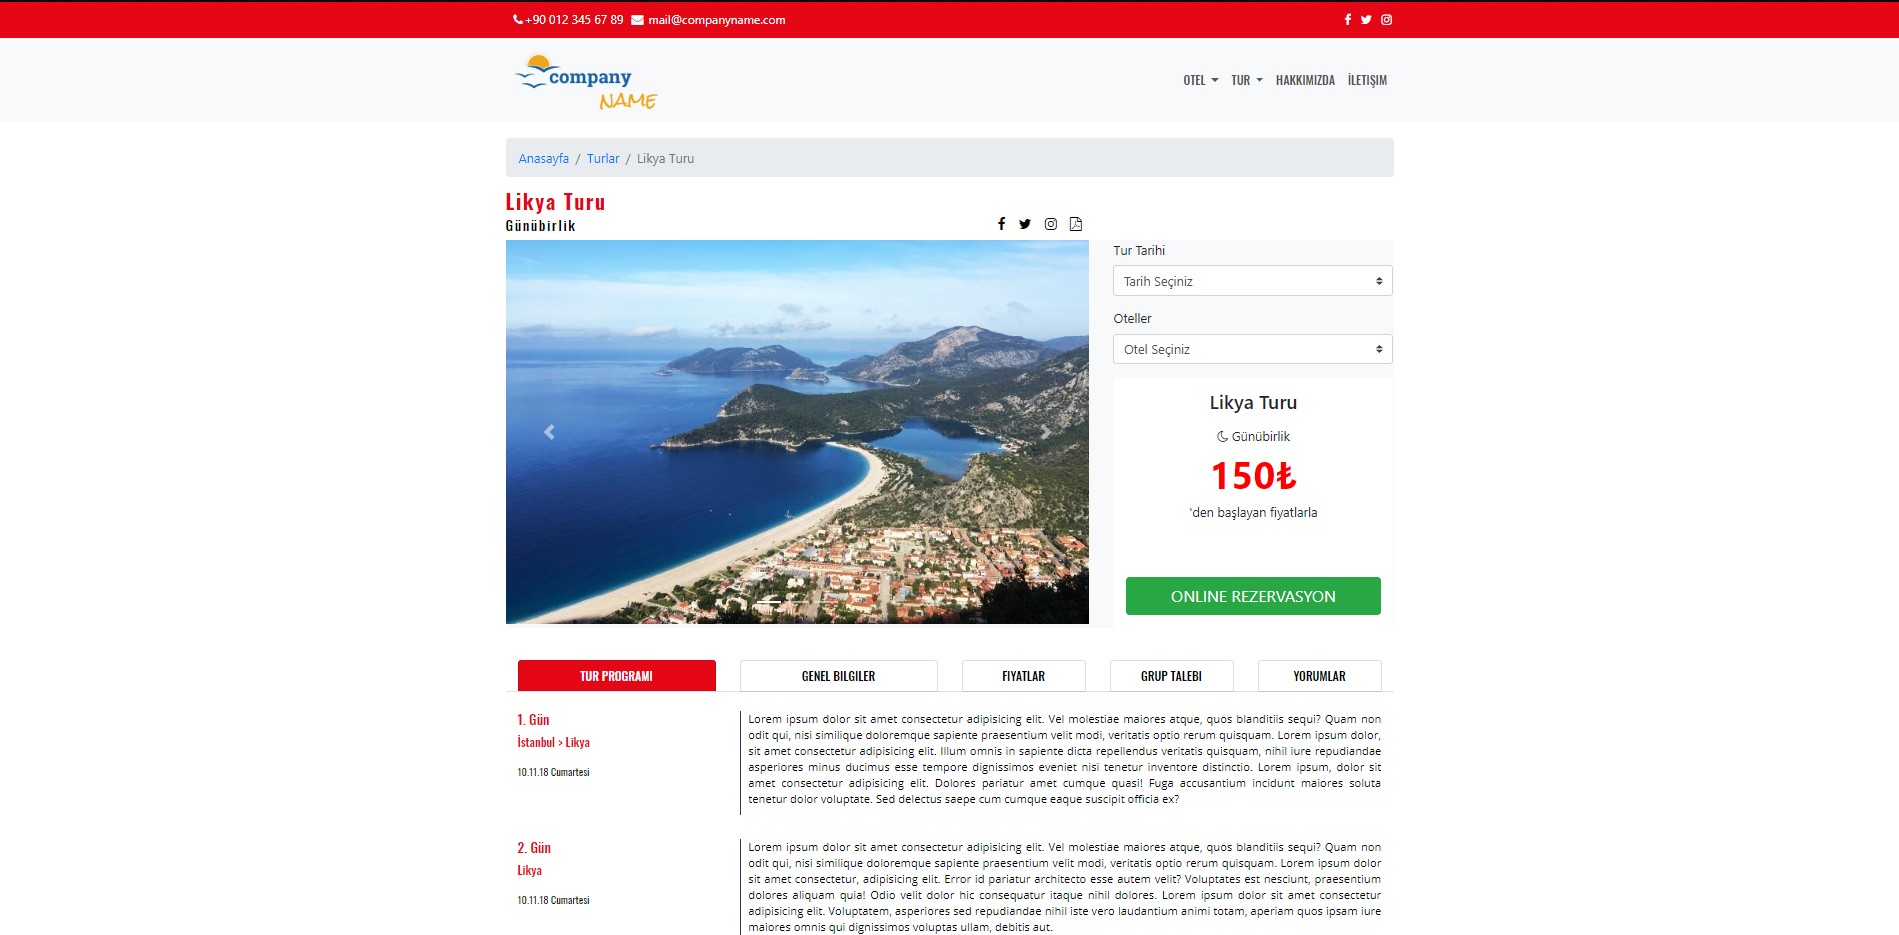 +90 012 345 67 89 mail@companyname.com
company
NAME
OTEL TUR HAKKIMIZDA İLETIŞIM
Anasayfa / Turlar / Likya Turu
Likya Turu
Günübirlik
Tur Tarihi
Tarih Seçiniz
Oteller
Otel Seçiniz
Likya Turu
Günübirlik
150₺
'den başlayan fiyatlarla
ONLINE REZERVASYON
TUR PROGRAMI GENEL BILGILER FIYATLAR GRUP TALEBI YORUMLAR
1. Gün
İstanbul > Likya
10.11.18 Cumartesi
Lorem ipsum dolor sit amet consectetur adipisicing elit. Vel molestiae maiores atque, quos blanditiis sequi? Quam non
odit qui, nisi similique doloremque sapiente praesentium velit modi, veritatis optio rerum quisquam. Lorem ipsum dolor,
sit amet consectetur adipisicing elit. Illum omnis in sapiente dicta repellendus veritatis quisquam, nihil iure repudiandae
asperiores minus ducimus esse tempore dignissimos eveniet nisi tenetur inventore distinctio. Lorem ipsum, dolor sit
amet consectetur adipisicing elit. Dolores pariatur amet cumque quasi! Fuga accusantium incidunt maiores soluta
tenetur dolor voluptate. Sed delectus saepe cum cumque eaque suscipit officia ex?
2. Gün
Likya
10.11.18 Cumartesi
Lorem ipsum dolor sit amet consectetur adipisicing elit. Vel molestiae maiores atque, quos blanditiis sequi? Quam non
odit qui, nisi similique doloremque sapiente praesentium velit modi, veritatis optio rerum quisquam. Lorem ipsum dolor
sit amet consectetur, adipisicing elit. Error id pariatur architecto esse autem velit? Voluptates est nesciunt, praesentium
dolores aliquam quia! Odio velit dolor hic consequatur itaque nihil dolores. Lorem ipsum dolor sit amet consectetur
adipisicing elit. Voluptatem, asperiores sed repudiandae nihil iste vero laudantium animi totam, aperiam quos ipsam iure
maiores omnis qui dignissimos voluptas ullam, debitis aut.